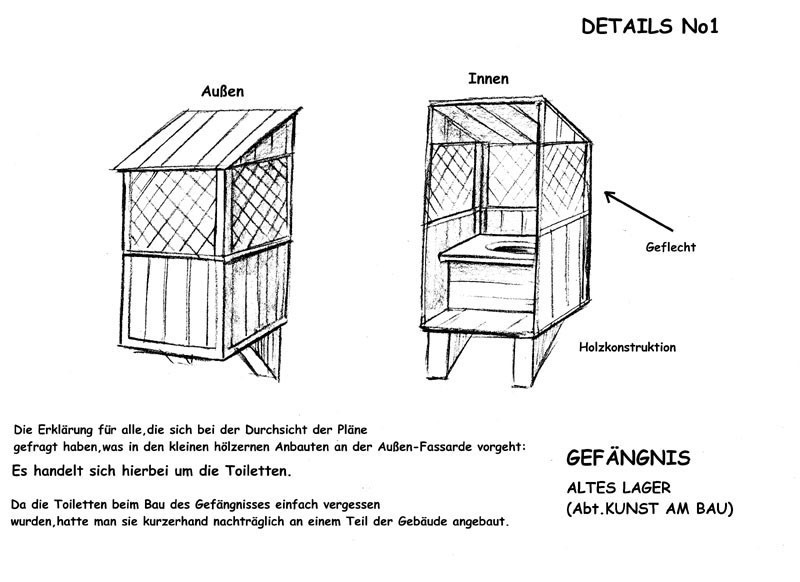 DETAILS No1
Außen
Innen
Geflecht
Holzkonstruktion
Die Erklärung für alle,die sich bei der Durchsicht der Pläne
gefragt haben,was in den kleinen hölzernen Anbauten an der Außen-Fassarde vorgeht:
Es handelt sich hierbei um die Toiletten.
Da die Toiletten beim Bau des Gefängnisses einfach vergessen
wurden,hatte man sie kurzerhand nachträglich an einem Teil der Gebäude angebaut.
GEFÄNGNIS
ALTES LAGER
(Abt.KUNST AM BAU)